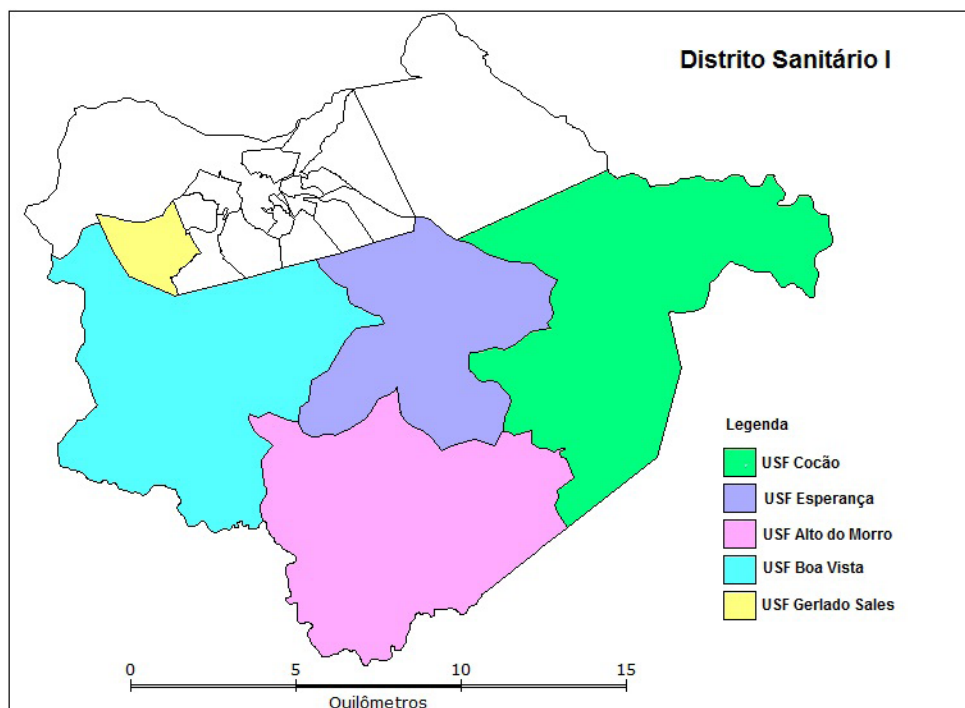 Distrito Sanitário I
Legenda
USF Cocão
USF Esperança
USF Alto do Morro
USF Boa Vista
USF Gerlado Sales
0 5 10 15
Quilômetros